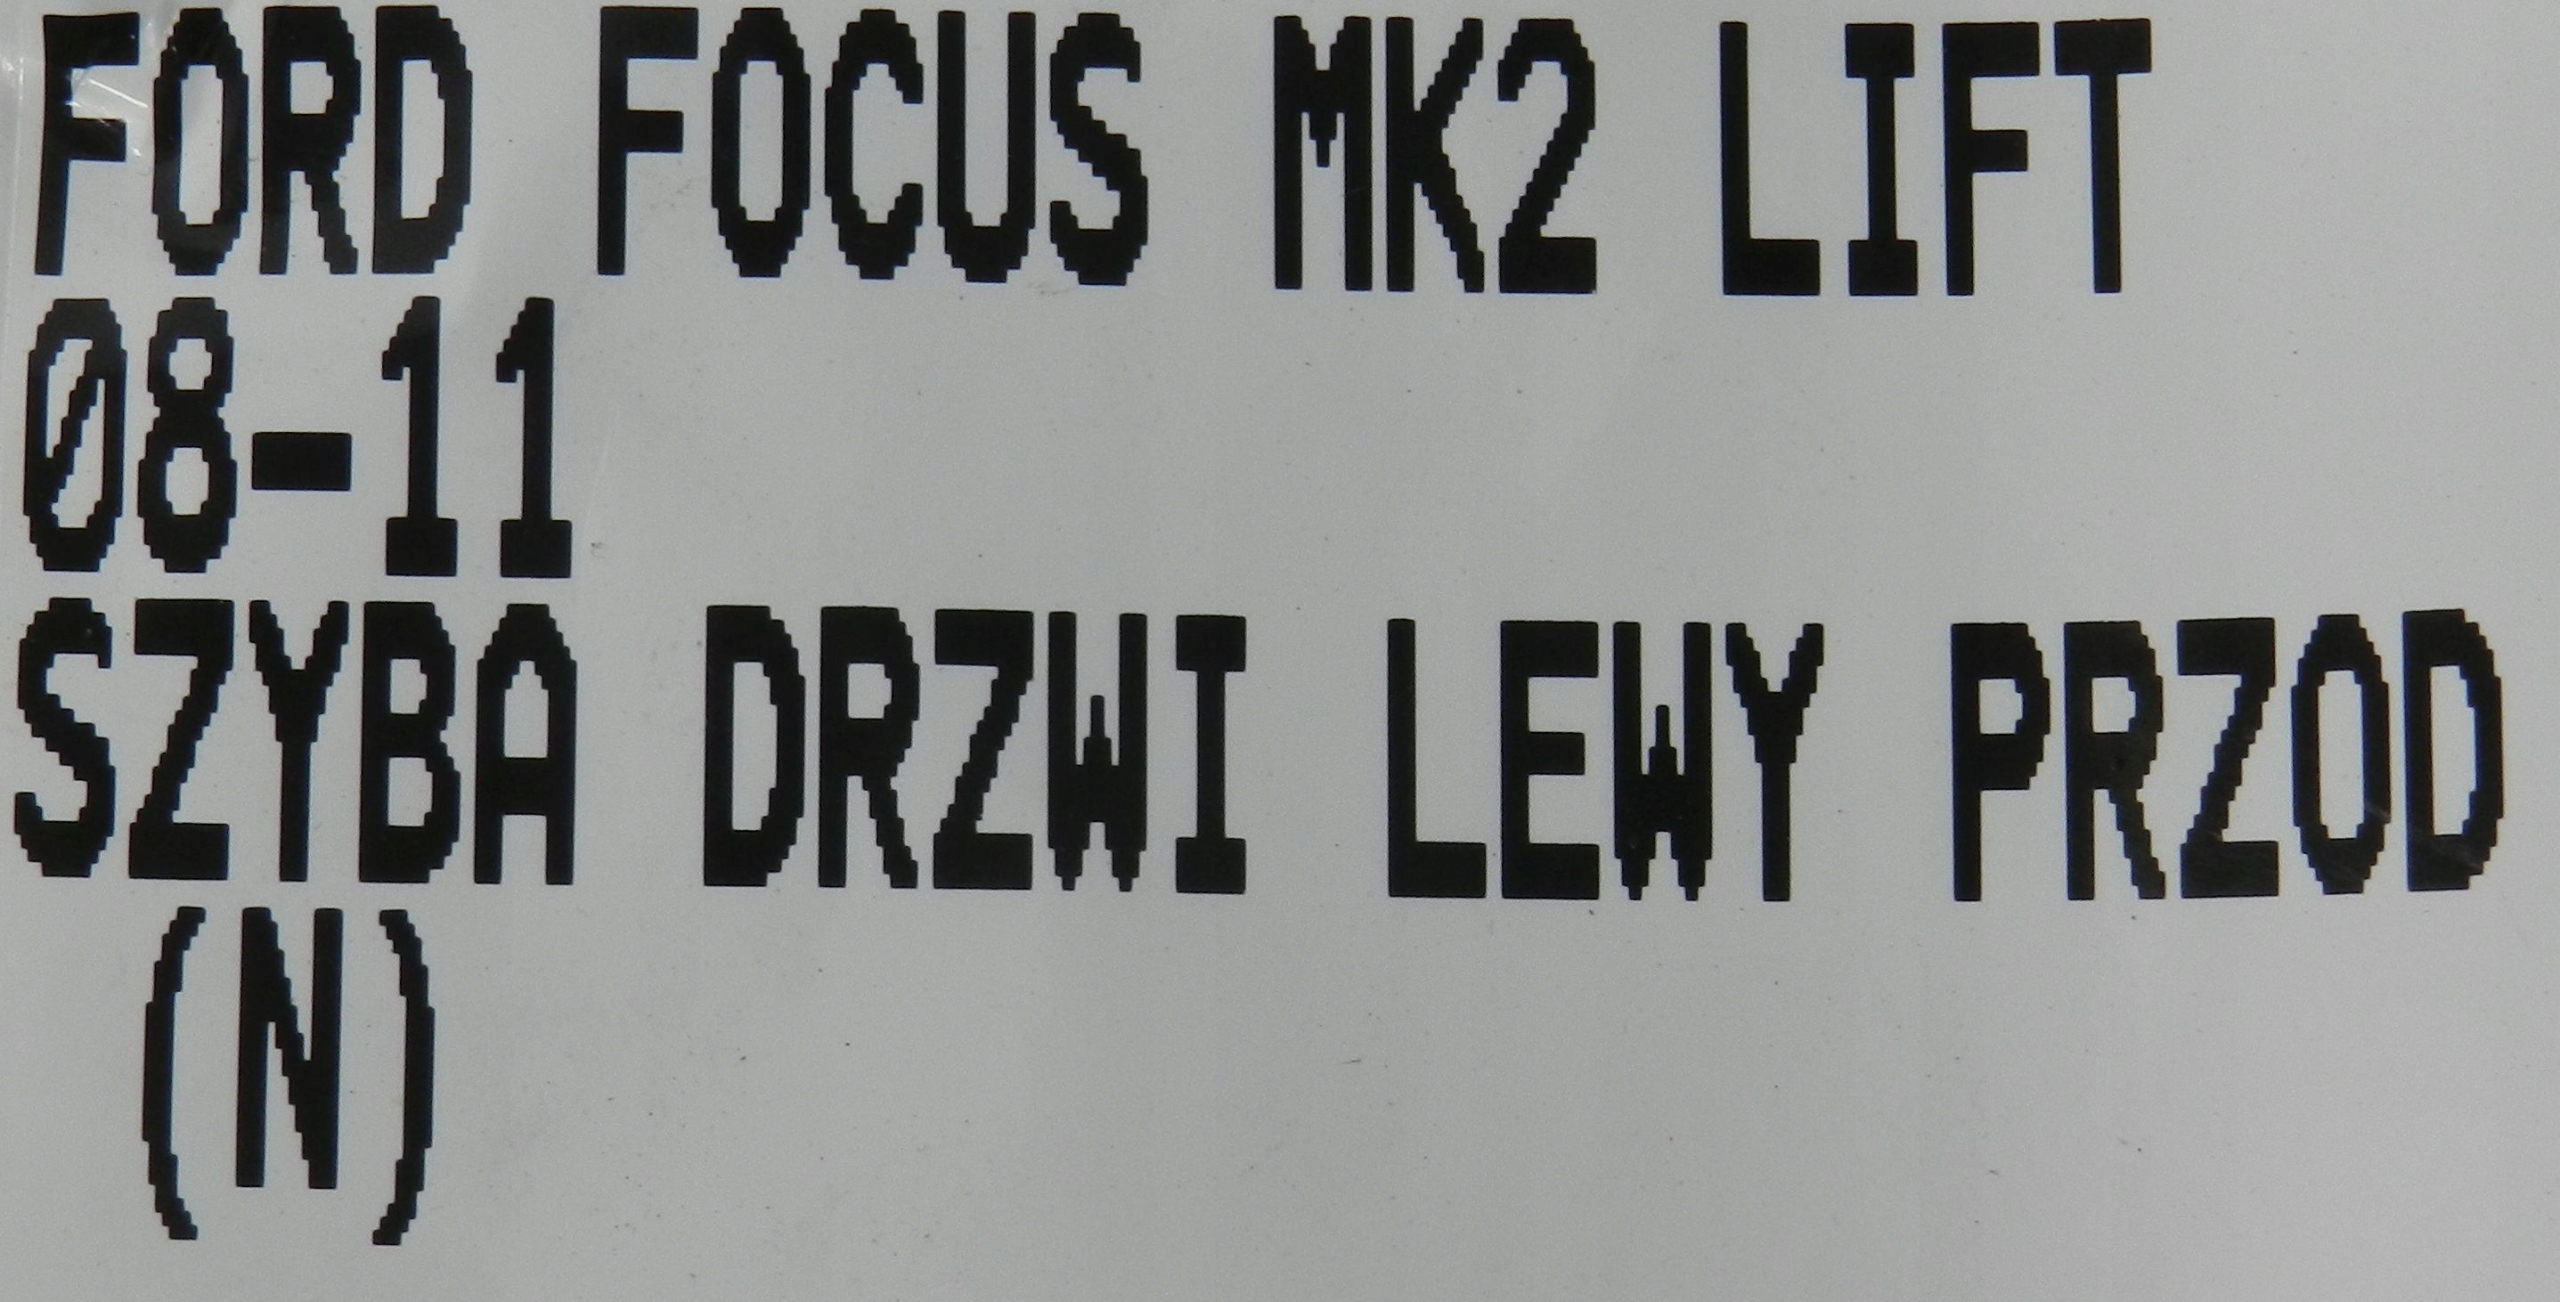 FORD FOCUS MK2 LIFT
08-11
SZYBA DRZWI LEWY PRZOD
(N)